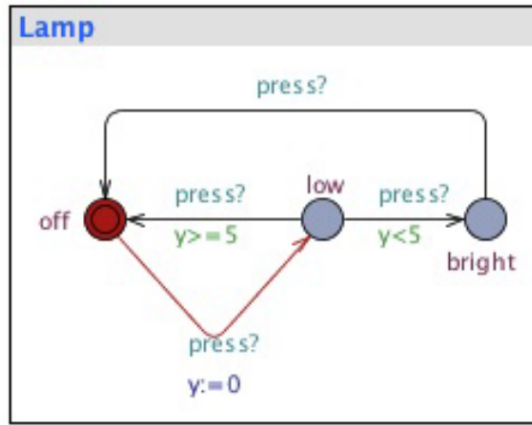 Lamp
press?
low
press?
press?
off
y>=5
y<5
bright
press?
y:=0